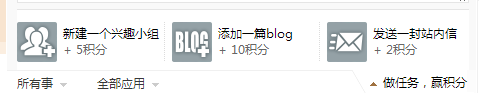 新建一个兴趣小组
+ 5积分
BLOG
添加一篇blog
+ 10积分
发送一封站内信
+ 2积分
所有事
全部应用
做任务，赢积分